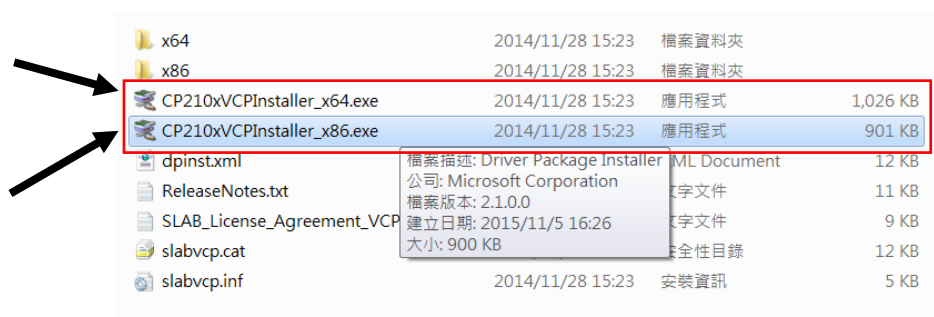 x64 2014/11/28 15:23 檔案資料夾
x86 2014/11/28 15:23 檔案資料夾
CP210xVCPInstaller_x64.exe 2014/11/28 15:23 應用程式 1,026 KB
CP210xVCPInstaller_x86.exe 2014/11/28 15:23 應用程式 901 KB
dpinst.xml ML Document 12 KB
檔案描述: Driver Package Installer
公司: Microsoft Corporation
檔案版本: 2.1.0.0
建立日期: 2015/11/5 16:26
大小: 900 KB
ReleaseNotes.txt 文字文件 11 KB
SLAB_License_Agreement_VCP 文字文件 9 KB
slabvcp.cat 安全性目錄 12 KB
slabvcp.inf 2014/11/28 15:23 安裝資訊 5 KB